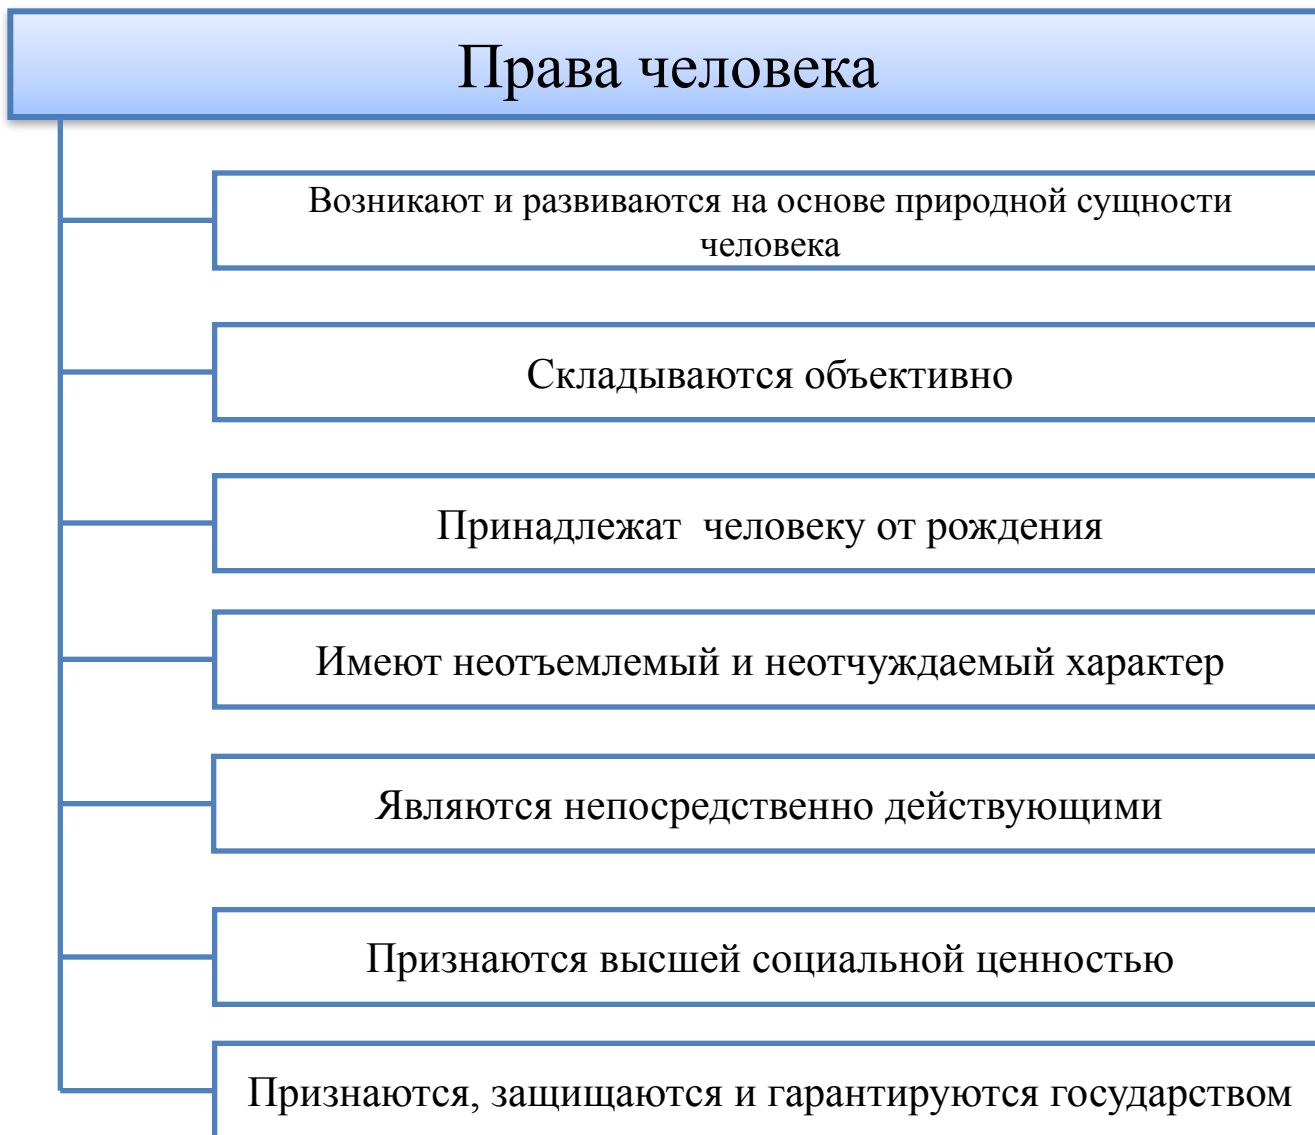 Права человека
Возникают и развиваются на основе природной сущности
человека
Складываются объективно
Принадлежат  человеку от рождения
Имеют неотъемлемый и неотчуждаемый характер
Являются непосредственно действующими
Признаются высшей социальной ценностью
Признаются, защищаются и гарантируются государством